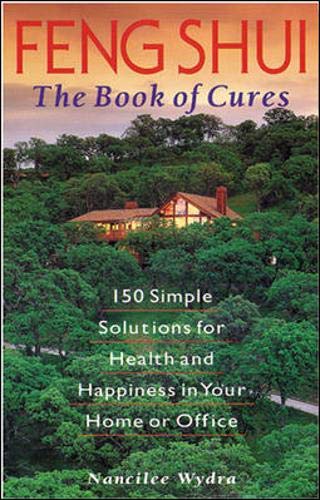 FENG SHUI
The Book of Cures
150 Simple
Solutions for
Health and
Happiness in Your
Home or Office
Nancilee Wydra